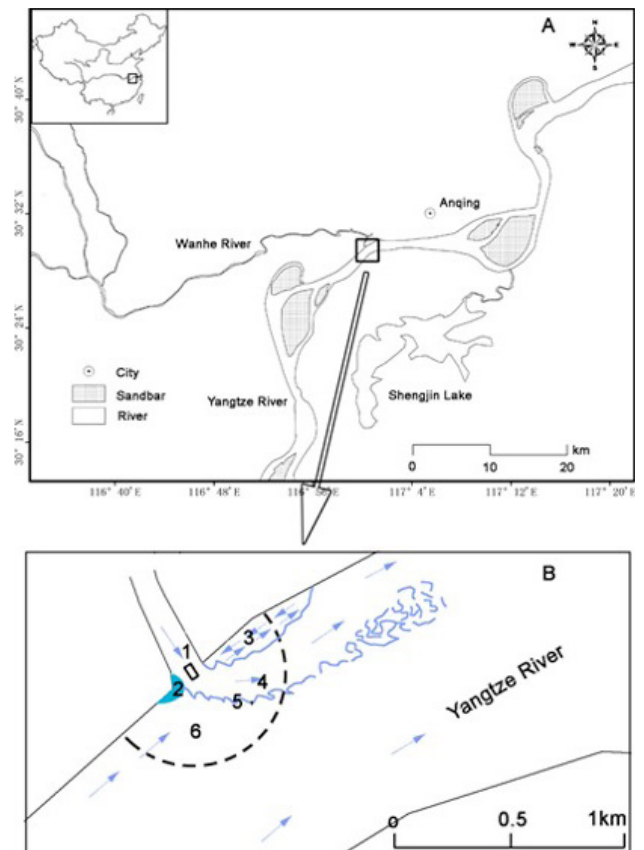 A
N
W
E
S
30° 40′ N
30° 32′ N
30° 24′ N
30° 16′ N
Anqing
Wanhe River
City
Sandbar
River
Yangtze River
Shengjin Lake
km
0 10 20
116° 40′ E
116° 48′ E
116° 56′ E
117° 4′ E
117° 12′ E
117° 20′ E
B
1
3
2
4
5
6
Yangtze River
0 0.5 1km